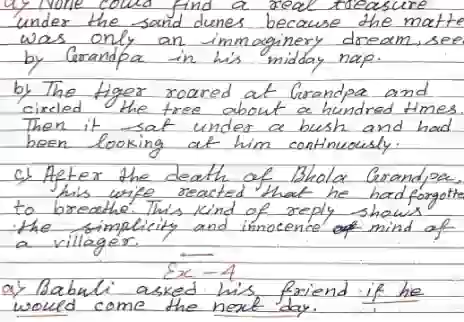 a) None could find a real treasure
under the sand dunes because the matte
was only an immaginery dream, see
by Grandpa in his midday nap.
b) The tiger roared at Grandpa and
circled the tree about a hundred times.
Then it sat under a bush and had
been looking at him continuously.
c) After the death of Bhola Grandpa,
his wife reacted that he had forgotte
to breathe. This kind of reply shows
the simplicity and innocence of mind of
a villager.
Ex - 4
a) Babuli asked his friend if he
would come the next day.